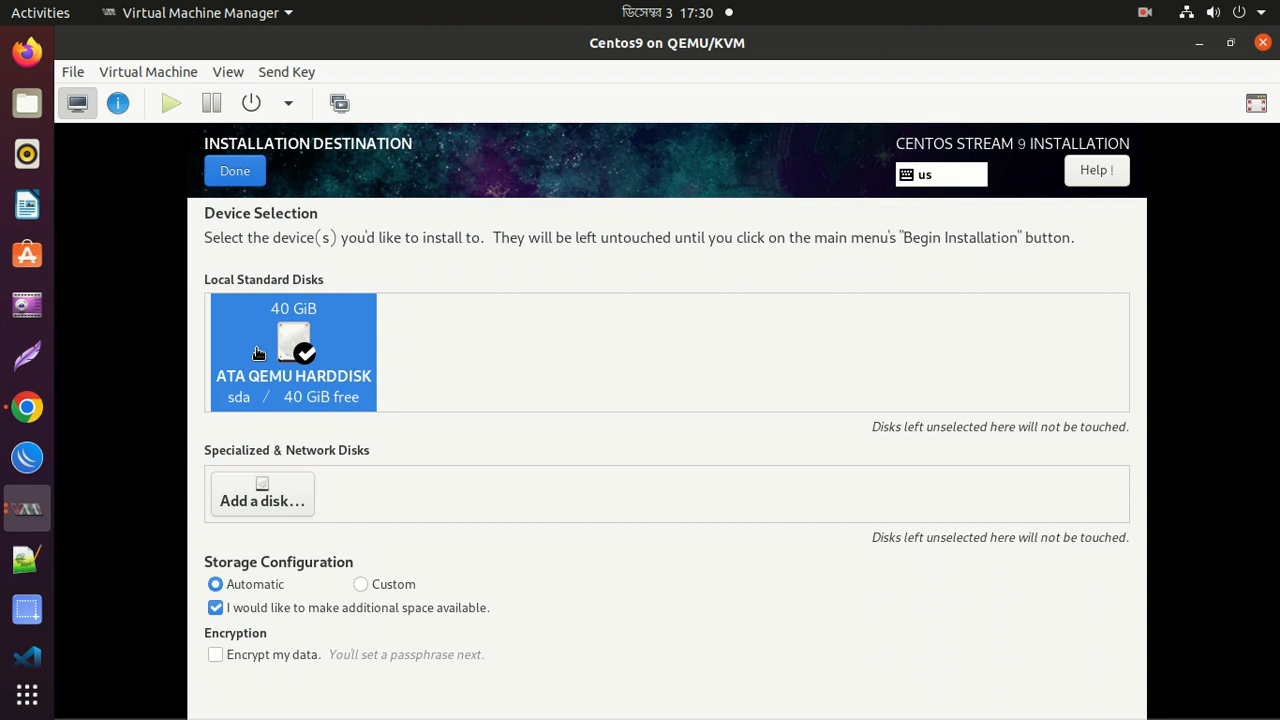 Activities
Virtual Machine Manager
ডিসেম্বর 3 17:30
Centos9 on QEMU/KVM
File
Virtual Machine
View
Send Key
INSTALLATION DESTINATION
CENTOS STREAM 9 INSTALLATION
Done
us
Help !
Device Selection
Select the device(s) you'd like to install to. They will be left untouched until you click on the main menu's "Begin Installation" button.
Local Standard Disks
40 GiB
ATA QEMU HARDDISK
sda / 40 GiB free
Disks left unselected here will not be touched.
Specialized & Network Disks
Add a disk...
Disks left unselected here will not be touched.
Storage Configuration
Automatic
Custom
I would like to make additional space available.
Encryption
Encrypt my data. You'll set a passphrase next.